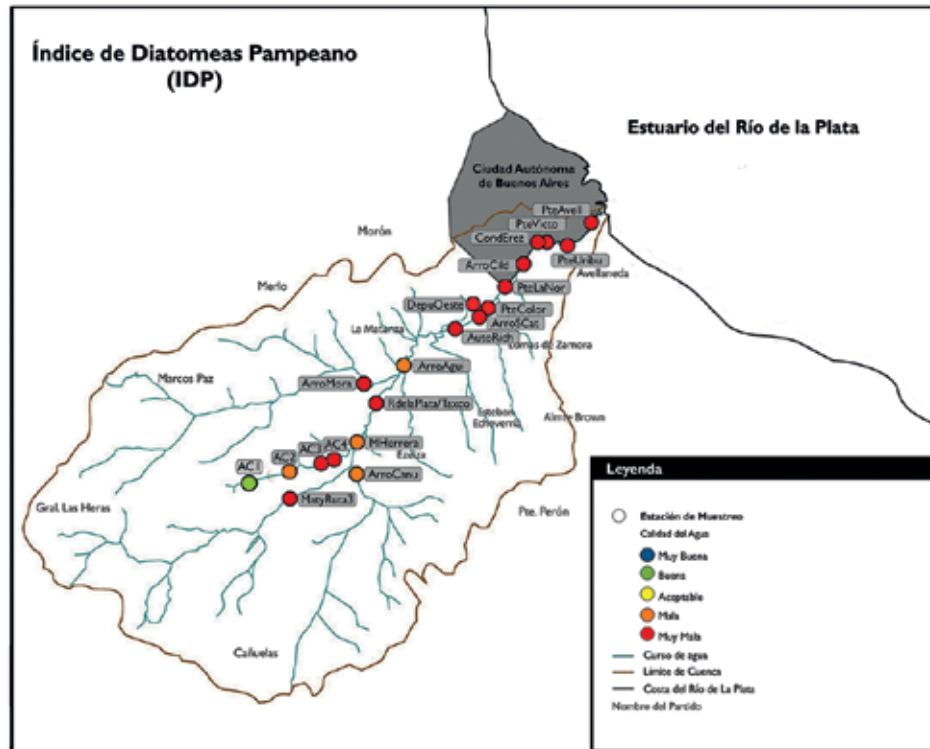 Índice de Diatomeas Pampeano
(IDP)
Estuario del Río de la Plata
Ciudad Autónoma
de Buenos Aires
PteAvell
PteVitto
CondErez
PteUribu
Avellaneda
Morón
ArroCild
Merlo
PteLaNor
DepuOeste
PteColor
La Matanza
ArroSCat
AutoRich
Lomas de Zamora
ArroAgui
Marcos Paz
ArroMora
RdelaPlata/Taxco
Esteban
Echeverría
Almte Brown
AC4
MHerrera
AC3
Ezeiza
AC2
AC1
ArroCanu
MatyRuta3
Gral. Las Heras
Pte. Perón
Cañuelas
Leyenda
Estación de Muestreo
Calidad del Agua
Muy Buena
Buena
Aceptable
Mala
Muy Mala
Curso de agua
Límite de Cuenca
Costa del Río de La Plata
Nombre del Partido